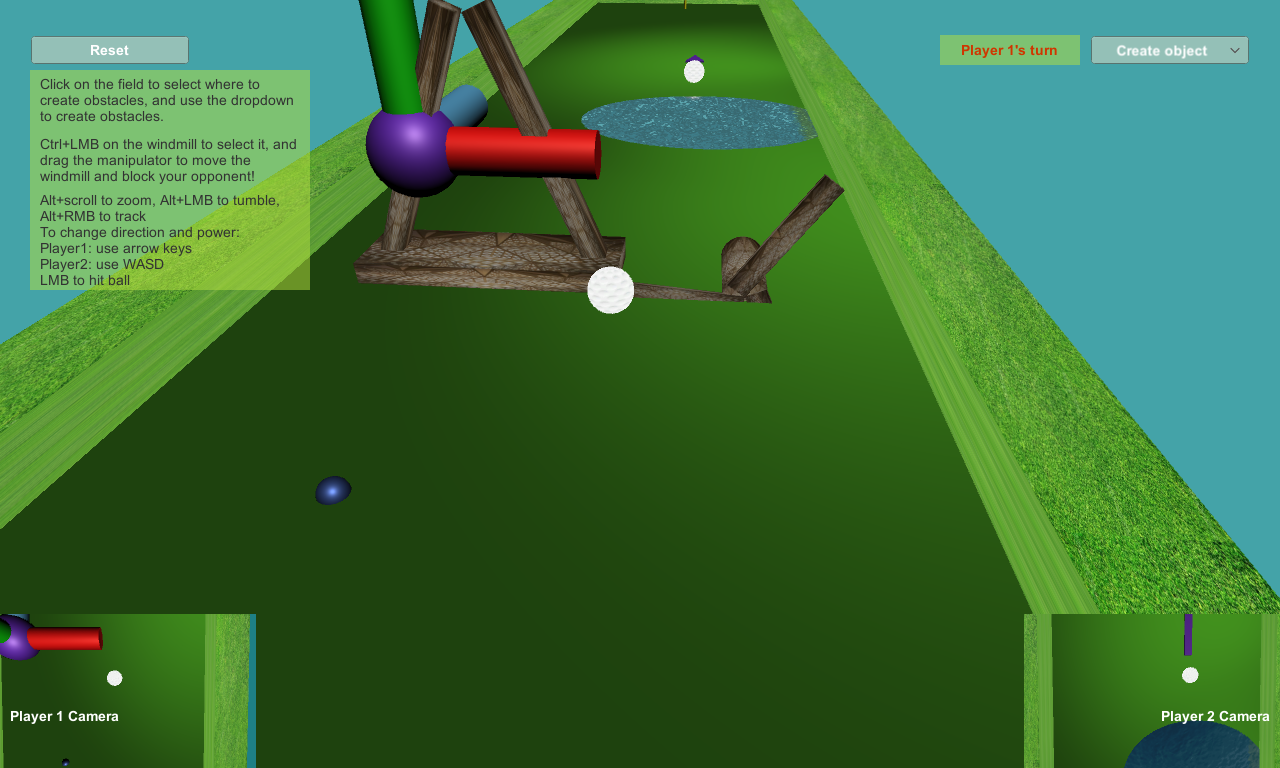 Reset
Player 1's turn
Create object
Click on the field to select where to
create obstacles, and use the dropdown
to create obstacles.
Ctrl+LMB on the windmill to select it, and
drag the manipulator to move the
windmill and block your opponent!
Alt+scroll to zoom, Alt+LMB to tumble,
Alt+RMB to track
To change direction and power:
Player1: use arrow keys
Player2: use WASD
LMB to hit ball
Player 1 Camera
Player 2 Camera